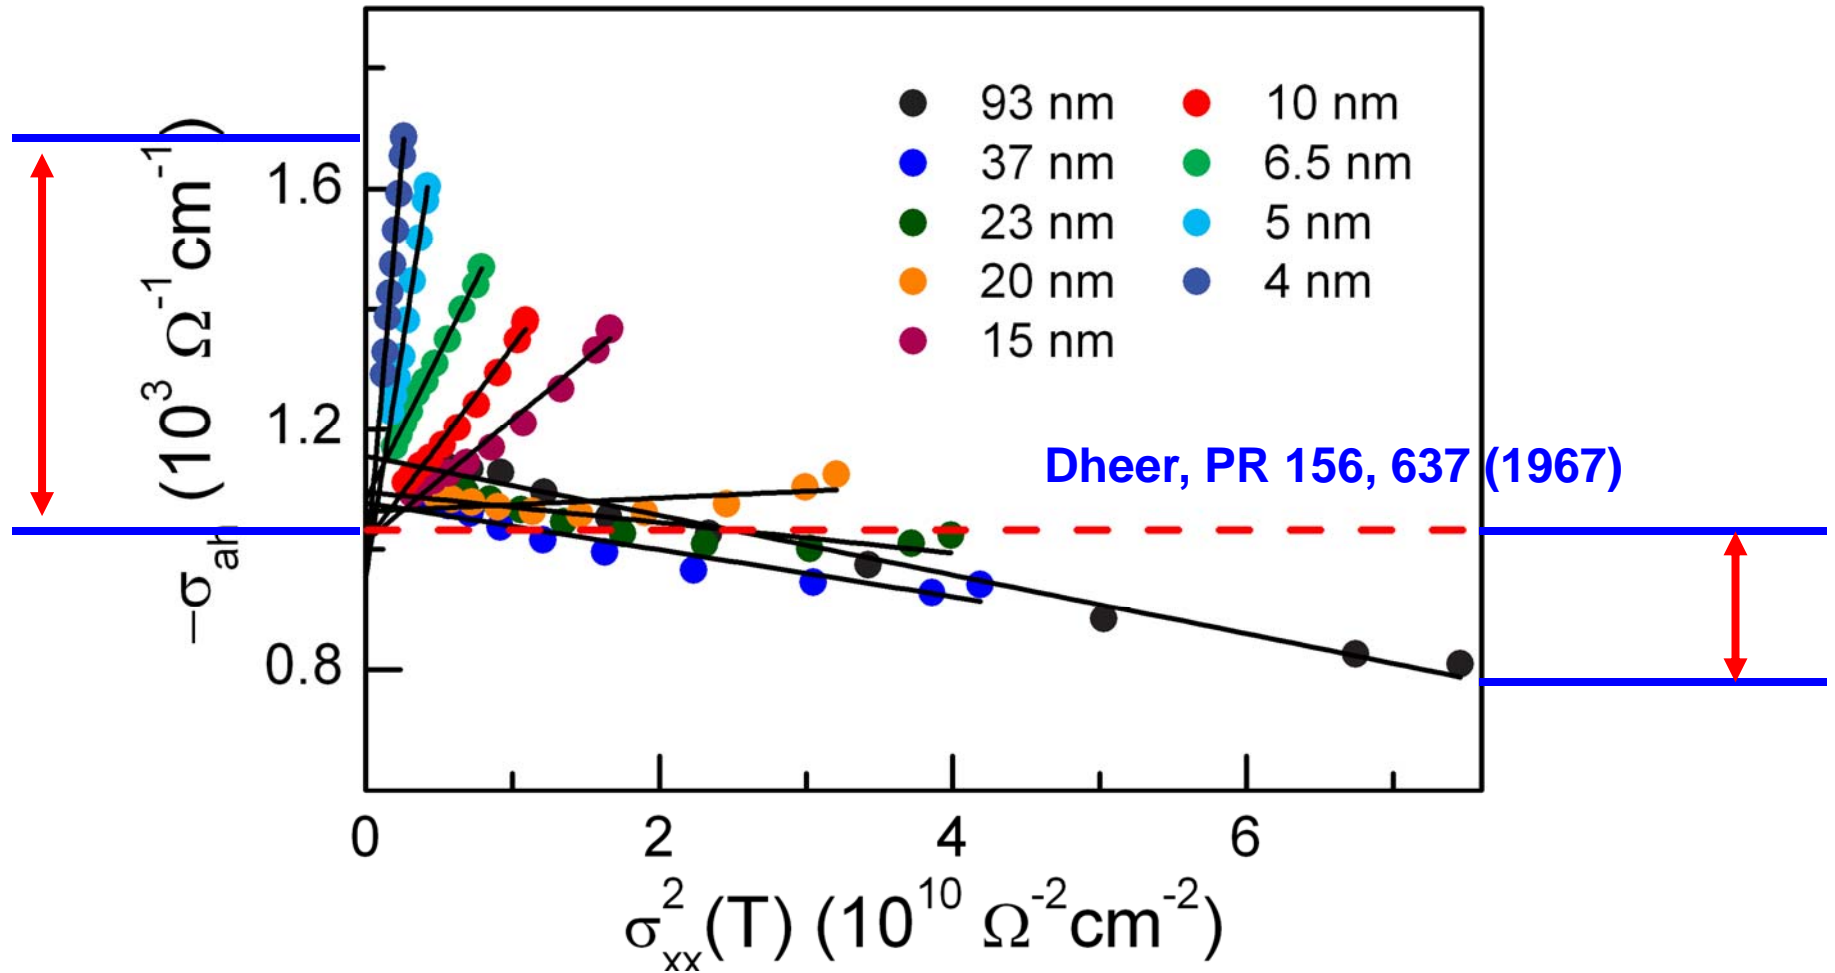 93 nm
10 nm
37 nm
6.5 nm
23 nm
5 nm
20 nm
4 nm
15 nm
−σah (10³ Ω⁻¹cm⁻¹)
1.6
1.2
0.8
Dheer, PR 156, 637 (1967)
0 2 4 6
σ²xx(T) (10¹⁰ Ω⁻²cm⁻²)